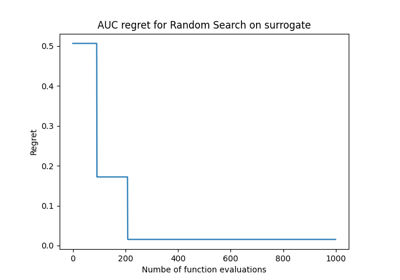 AUC regret for Random Search on surrogate
0.5
0.4
0.3
0.2
0.1
0.0
Regret
0 200 400 600 800 1000
Numbe of function evaluations